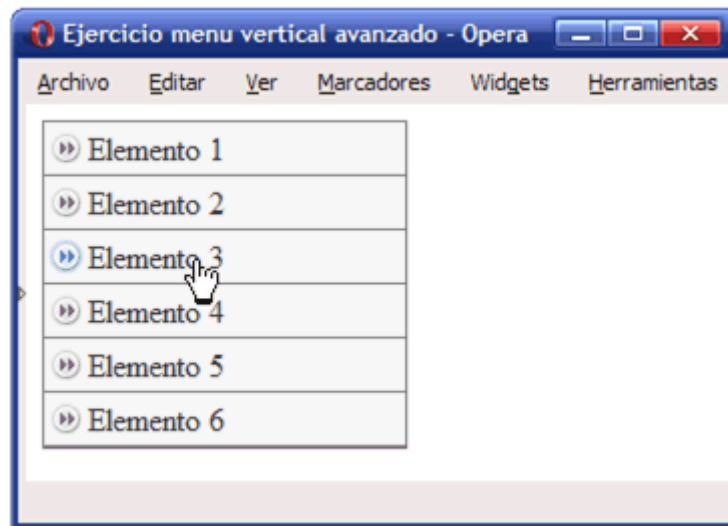 Ejercicio menu vertical avanzado - Opera
Archivo Editar Ver Marcadores Widgets Herramientas
Elemento 1
Elemento 2
Elemento 3
Elemento 4
Elemento 5
Elemento 6